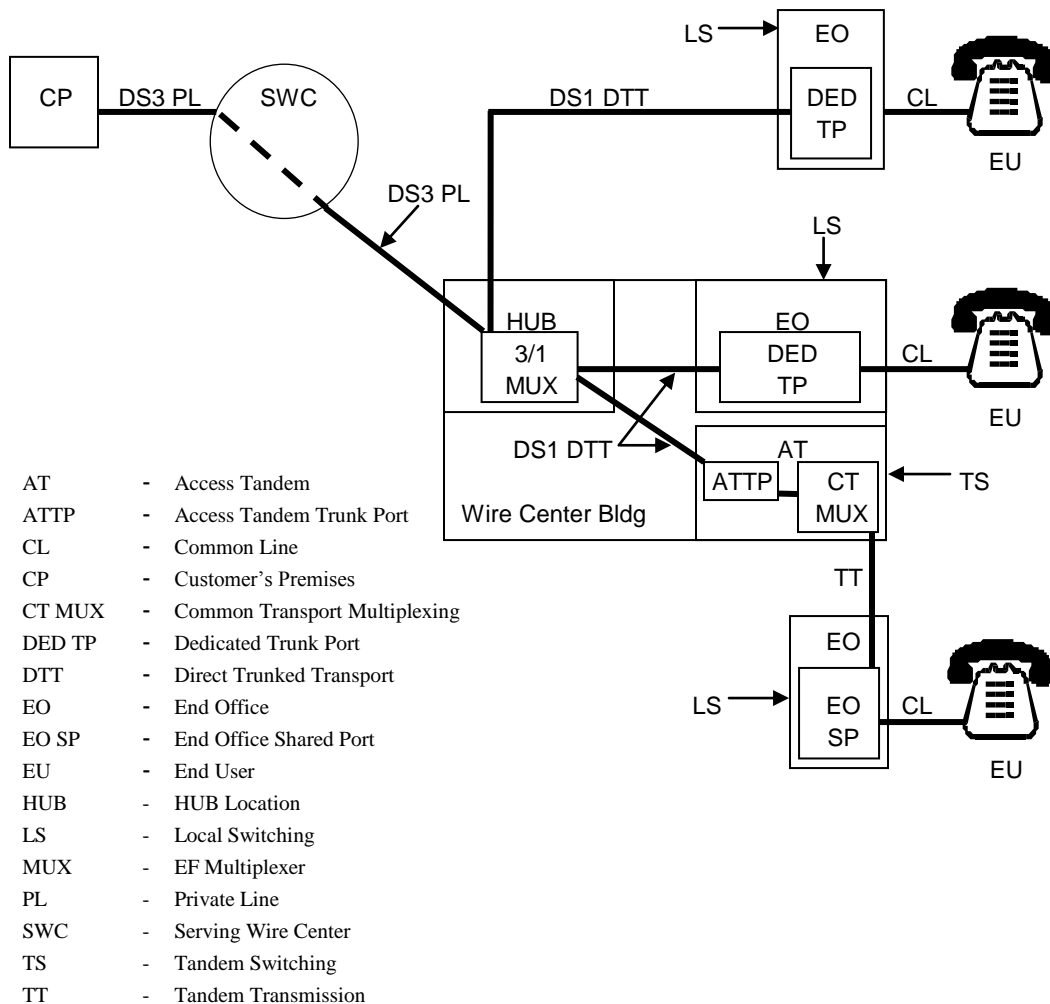 LS
EO
CP
DS3 PL
SWC
DS1 DTT
DED
TP
CL
EU
DS3 PL
LS
HUB
3/1
MUX
EO
DED
TP
CL
EU
DS1 DTT
AT
ATTP
CT
MUX
TS
Wire Center Bldg
TT
EO
LS
EO
SP
CL
EU
AT - Access Tandem
ATTP - Access Tandem Trunk Port
CL - Common Line
CP - Customer's Premises
CT MUX - Common Transport Multiplexing
DED TP - Dedicated Trunk Port
DTT - Direct Trunked Transport
EO - End Office
EO SP - End Office Shared Port
EU - End User
HUB - HUB Location
LS - Local Switching
MUX - EF Multiplexer
PL - Private Line
SWC - Serving Wire Center
TS - Tandem Switching
TT - Tandem Transmission